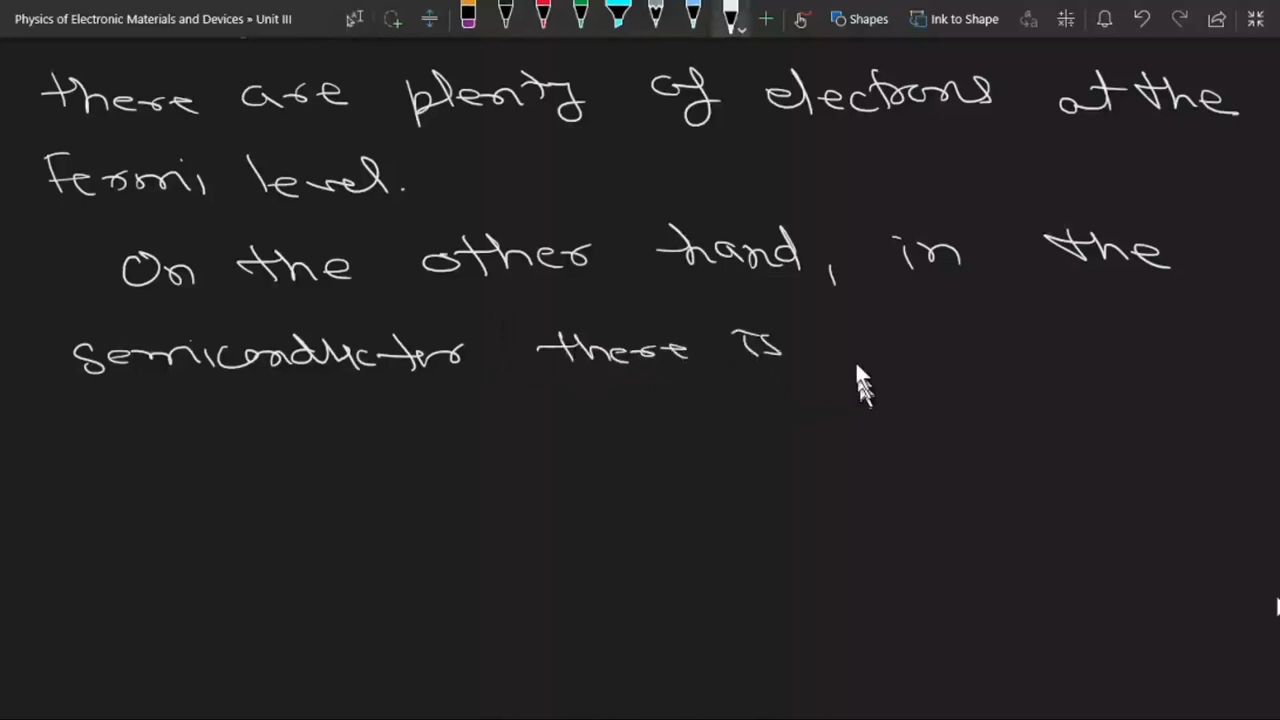 Physics of Electronic Materials and Devices » Unit III
Shapes
Ink to Shape
there are plenty of electrons at the
Fermi level.
On the other hand, in the
semiconductor there is